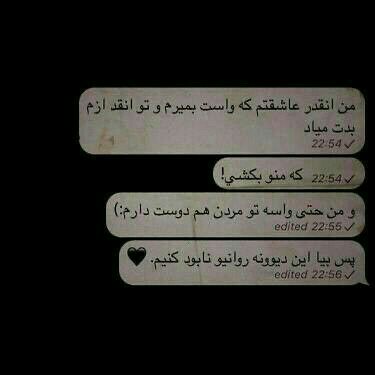 من انقدر عاشقتم که واست بمیرم و تو انقد ازم
بدت میاد
22:54
که منو بکشي!
22:54
و من حتی واسه تو مردن هم دوست دارم:)
edited 22:55
پس بیا این دیوونه روانیو نابود کنیم. 🖤
edited 22:56